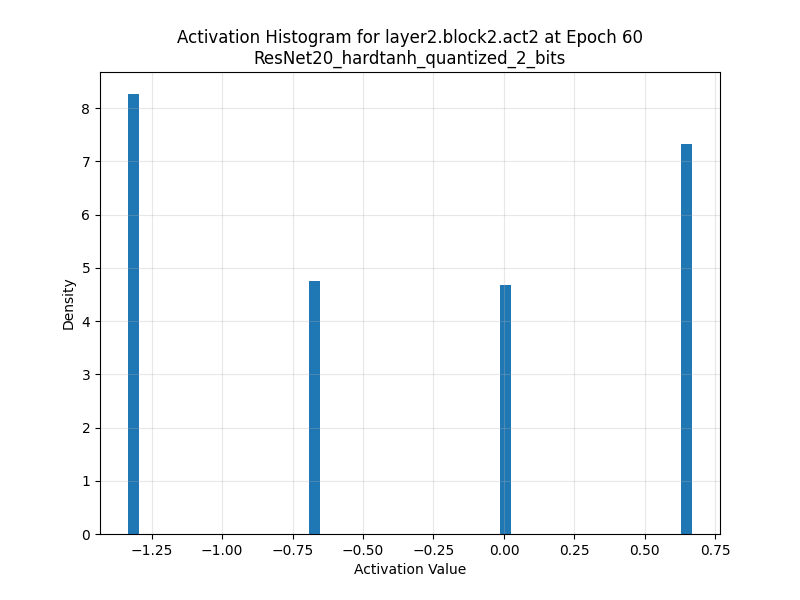 Activation Histogram for layer2.block2.act2 at Epoch 60
ResNet20_hardtanh_quantized_2_bits
Density
8
7
6
5
4
3
2
1
0
−1.25 −1.00 −0.75 −0.50 −0.25 0.00 0.25 0.50 0.75
Activation Value